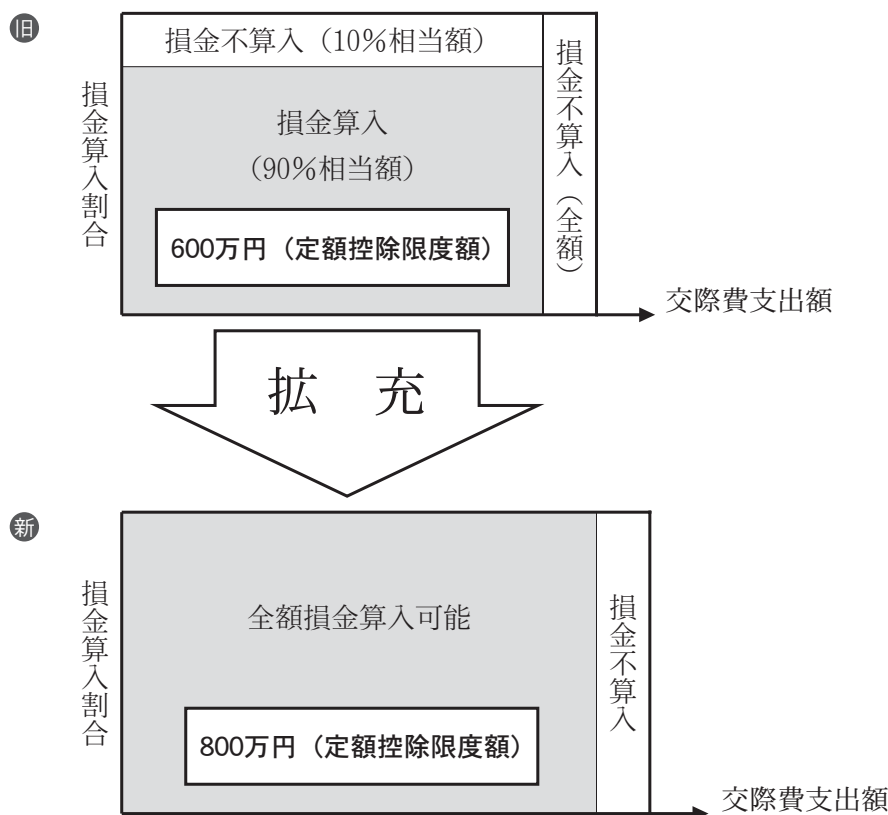 旧
損金不算入（10％相当額）
損金不算入（全額）
損金算入割合
損金算入
（90％相当額）
600万円（定額控除限度額）
交際費支出額
拡　充
新
損金算入割合
全額損金算入可能
損金不算入
800万円（定額控除限度額）
交際費支出額